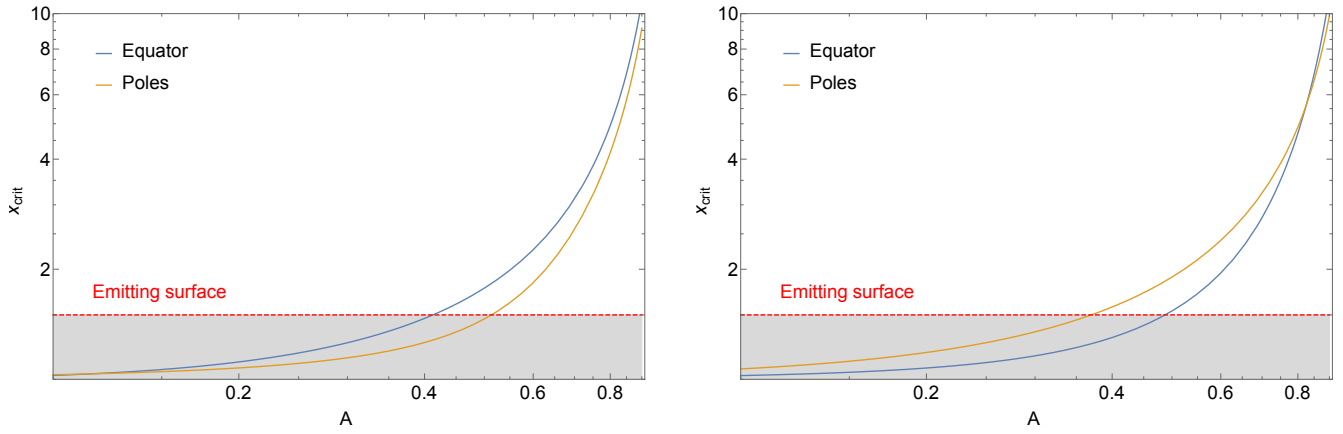 10
8
6
4
2
x_crit
Equator
Poles
Emitting surface
0.2
0.4
0.6
0.8
A
10
8
6
4
2
x_crit
Equator
Poles
Emitting surface
0.2
0.4
0.6
0.8
A